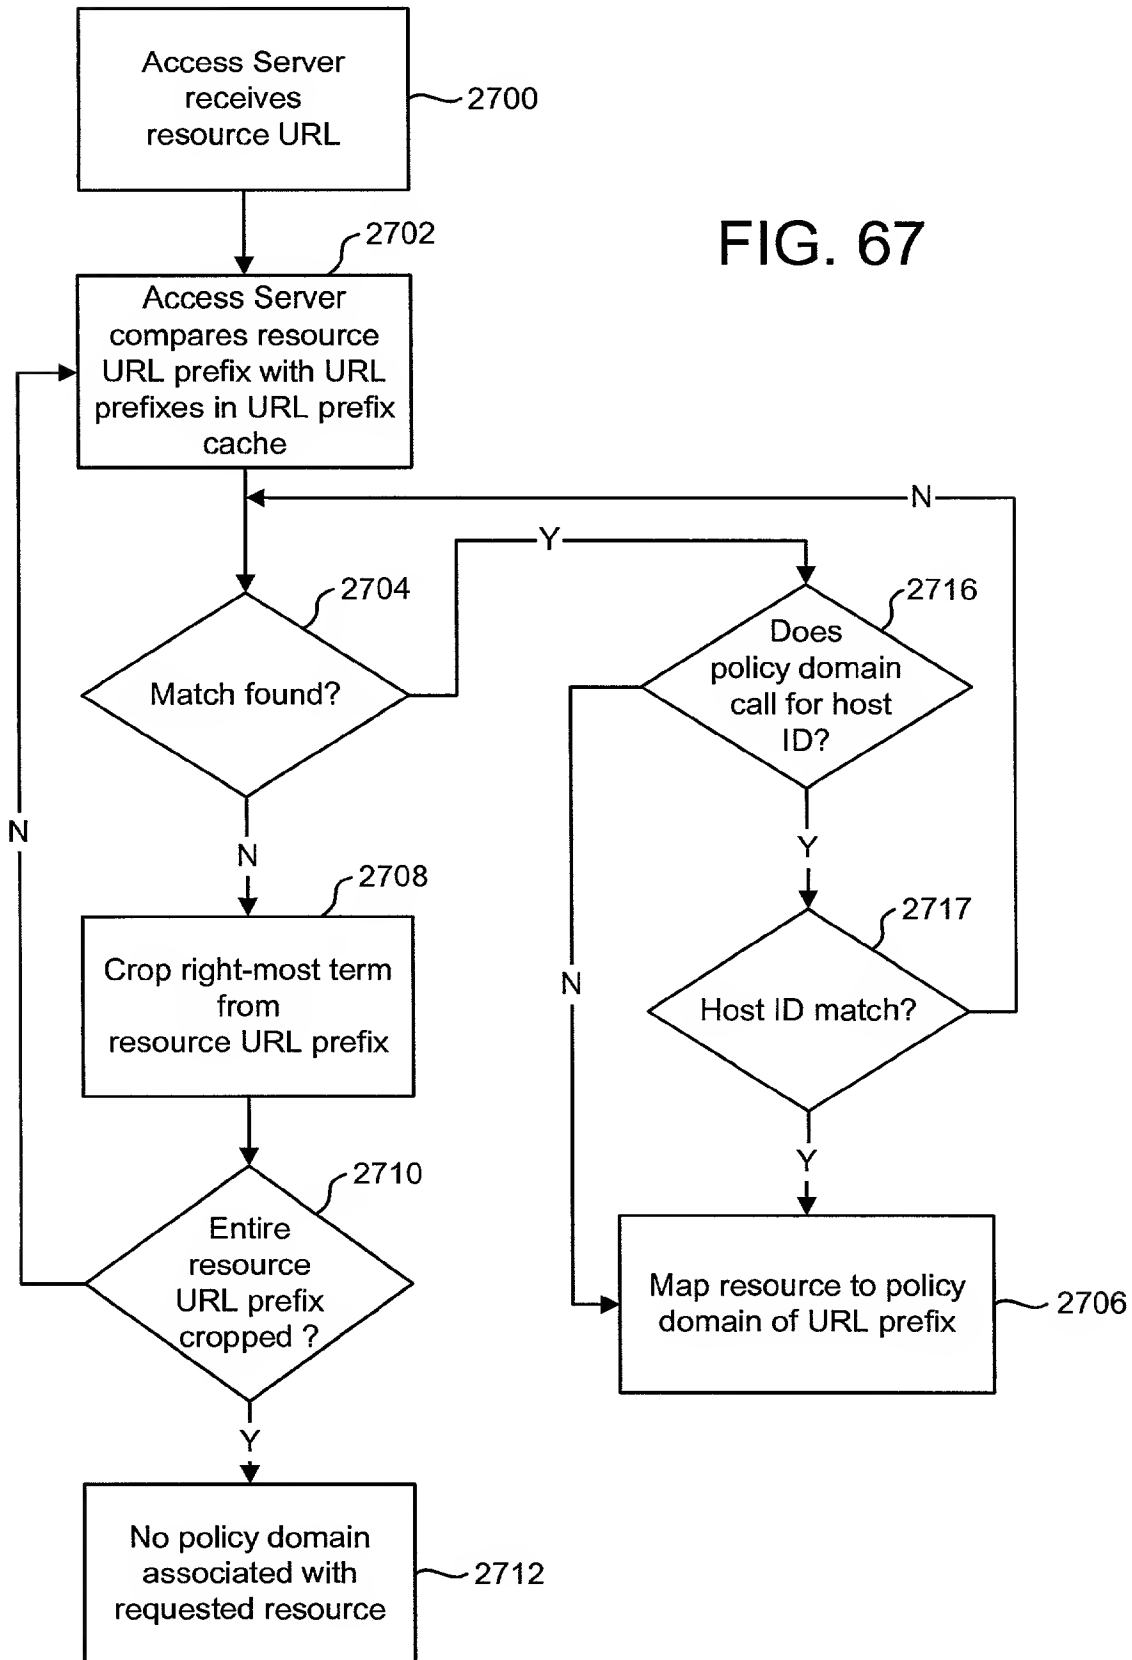 Access Server
receives
resource URL
2700
FIG. 67
2702
Access Server
compares resource
URL prefix with URL
prefixes in URL prefix
cache
N
Y
2704
Match found?
2716
Does
policy domain
call for host
ID?
N
N
Y
2708
Crop right-most term
from
resource URL prefix
2717
Host ID match?
N
Y
2710
Entire
resource
URL prefix
cropped ?
Map resource to policy
domain of URL prefix
2706
Y
No policy domain
associated with
requested resource
2712